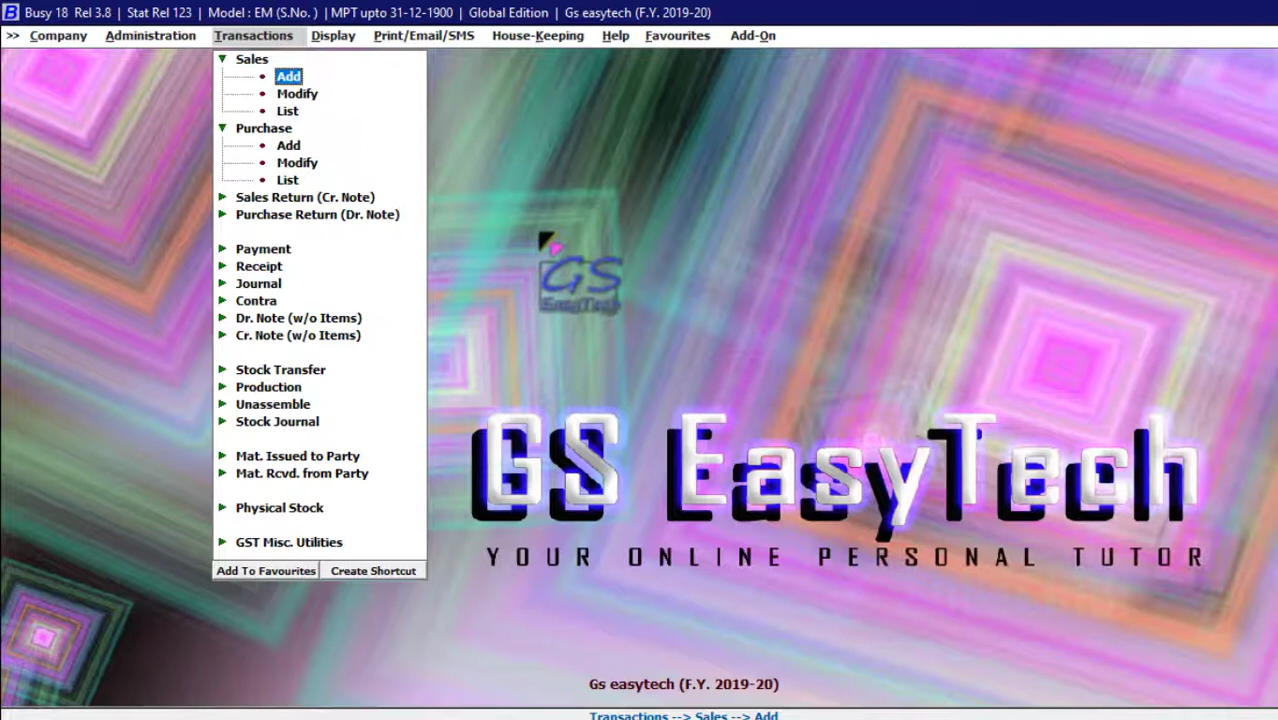 Busy 18 Rel 3.8 | Stat Rel 123 | Model : EM (S.No. ) | MPT upto 31-12-1900 | Global Edition | Gs easytech (F.Y. 2019-20)
>> Company Administration Transactions Display Print/Email/SMS House-Keeping Help Favourites Add-On
Sales
Add
Modify
List
Purchase
Add
Modify
List
Sales Return (Cr. Note)
Purchase Return (Dr. Note)
Payment
Receipt
Journal
Contra
Dr. Note (w/o Items)
Cr. Note (w/o Items)
Stock Transfer
Production
Unassemble
Stock Journal
Mat. Issued to Party
Mat. Rcvd. from Party
Physical Stock
GST Misc. Utilities
Add To Favourites Create Shortcut
GS
EasyTech
GS EasyTech
YOUR ONLINE PERSONAL TUTOR
Gs easytech (F.Y. 2019-20)
Transactions --> Sales --> Add